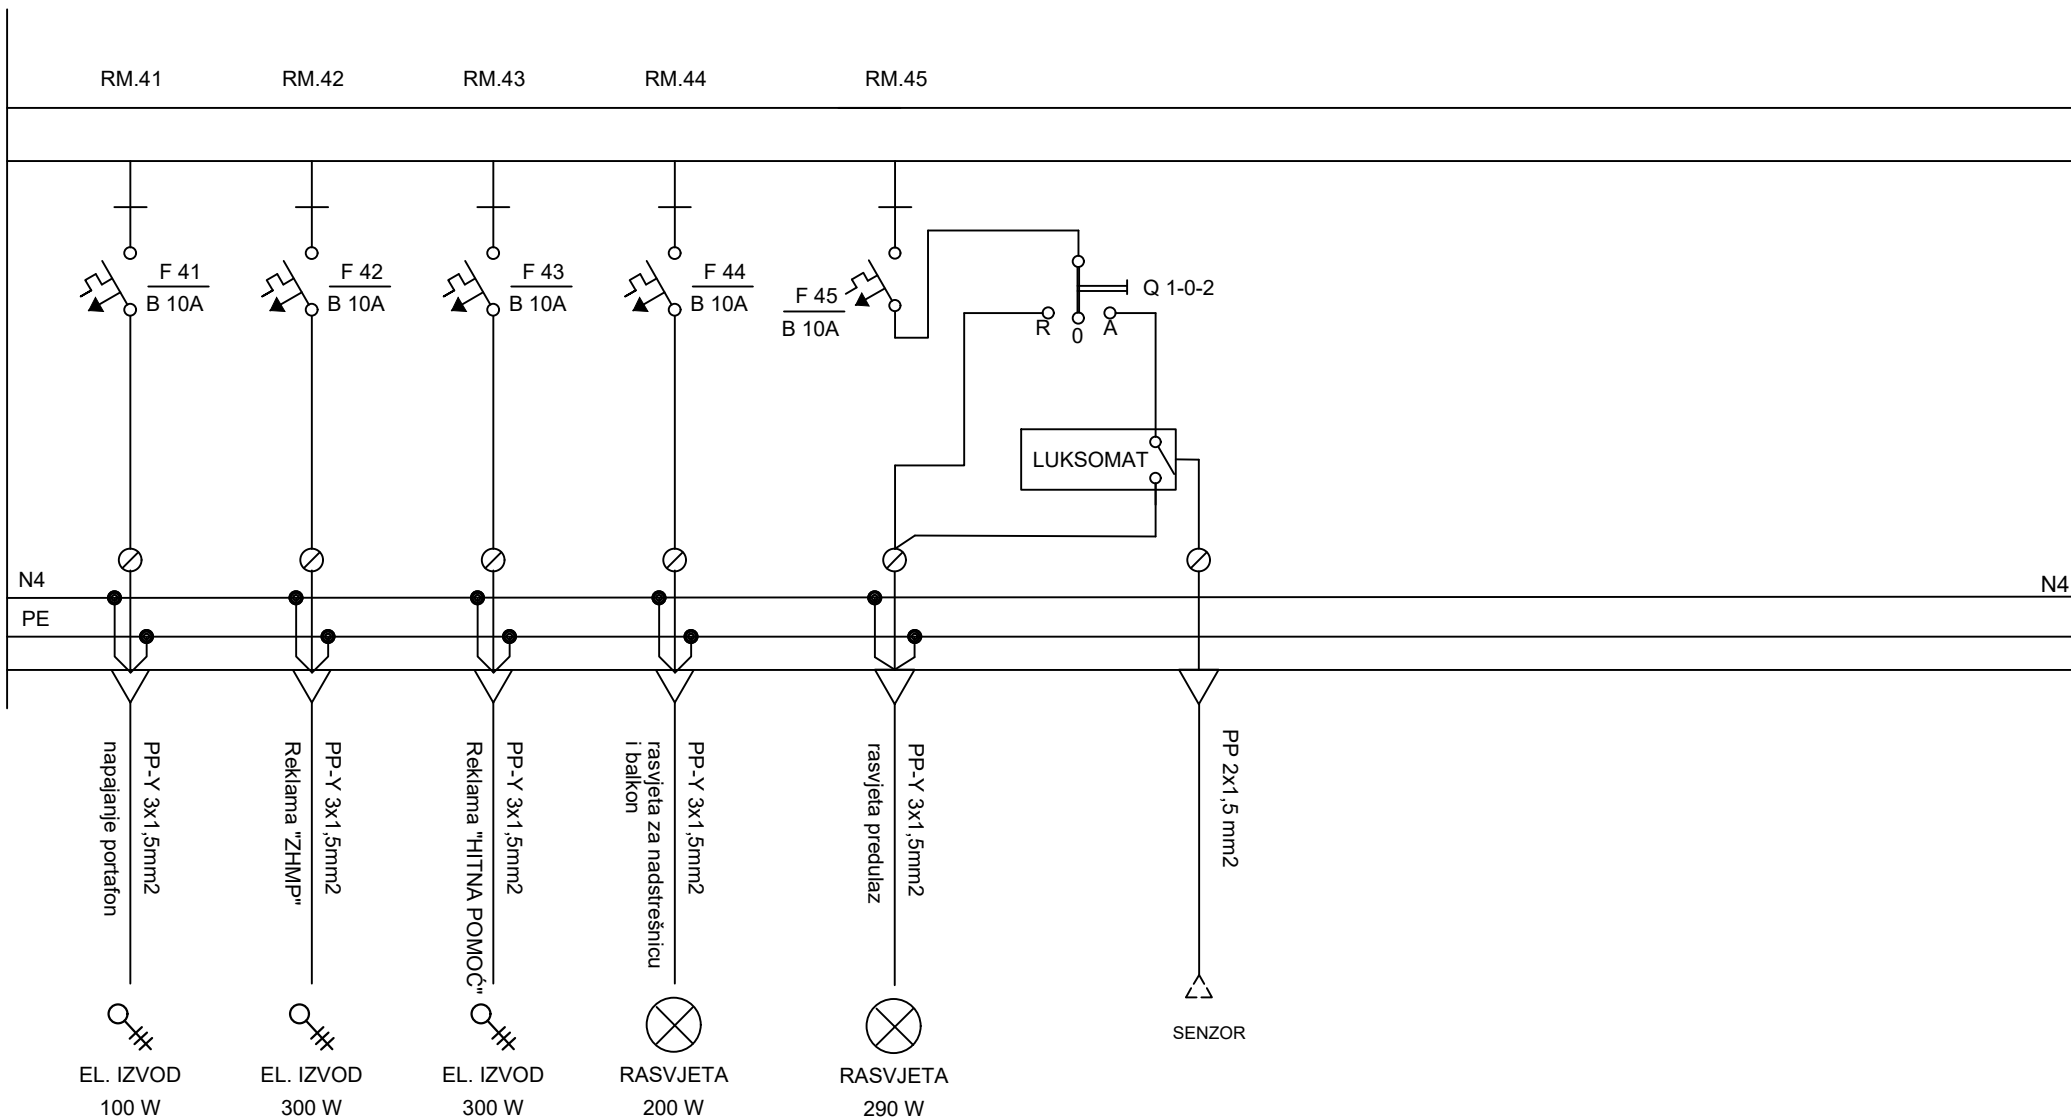 RM.41
RM.42
RM.43
RM.44
RM.45
F 41
B 10A
F 42
B 10A
F 43
B 10A
F 44
B 10A
F 45
B 10A
Q 1-0-2
R
0
A
LUKSOMAT
N4
N4
PE
PP-Y 3x1,5mm2
napajanje portafon
PP-Y 3x1,5mm2
Reklama "ZHMP"
PP-Y 3x1,5mm2
Reklama "HITNA POMOĆ"
PP-Y 3x1,5mm2
rasvjeta za nadstrešnicu
i balkon
PP-Y 3x1,5mm2
rasvjeta predulaz
PP 2x1,5 mm2
EL. IZVOD
100 W
EL. IZVOD
300 W
EL. IZVOD
300 W
RASVJETA
200 W
RASVJETA
290 W
SENZOR